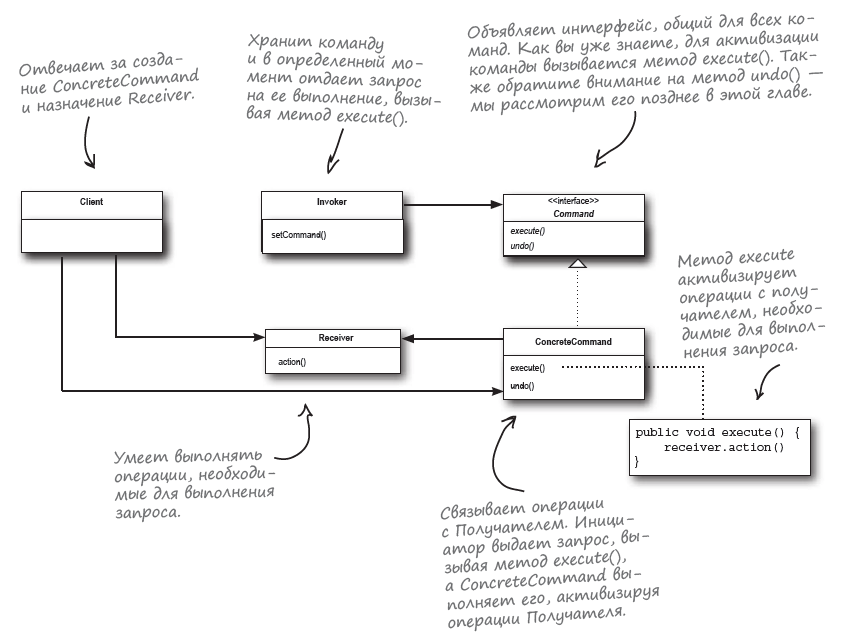 Отвечает за созда-
ние ConcreteCommand
и назначение Receiver.
Хранит команду
и в определенный мо-
мент отдает запрос
на ее выполнение, вызы-
вая метод execute().
Объявляет интерфейс, общий для всех ко-
манд. Как вы уже знаете, для активизации
команды вызывается метод execute(). Так-
же обратите внимание на метод undo() —
мы рассмотрим его позднее в этой главе.
Client
Invoker
setCommand()
<<interface>>
Command
execute()
undo()
Метод execute
активизирует
операции с полу-
чателем, необхо-
димые для выпол-
нения запроса.
Receiver
action()
ConcreteCommand
execute()
undo()
public void execute() {
receiver.action()
}
Умеет выполнять
операции, необходи-
мые для выполнения
запроса.
Связывает операции
с Получателем. Иници-
атор выдает запрос, вы-
зывая метод execute(),
а ConcreteCommand вы-
полняет его, активизируя
операции Получателя.